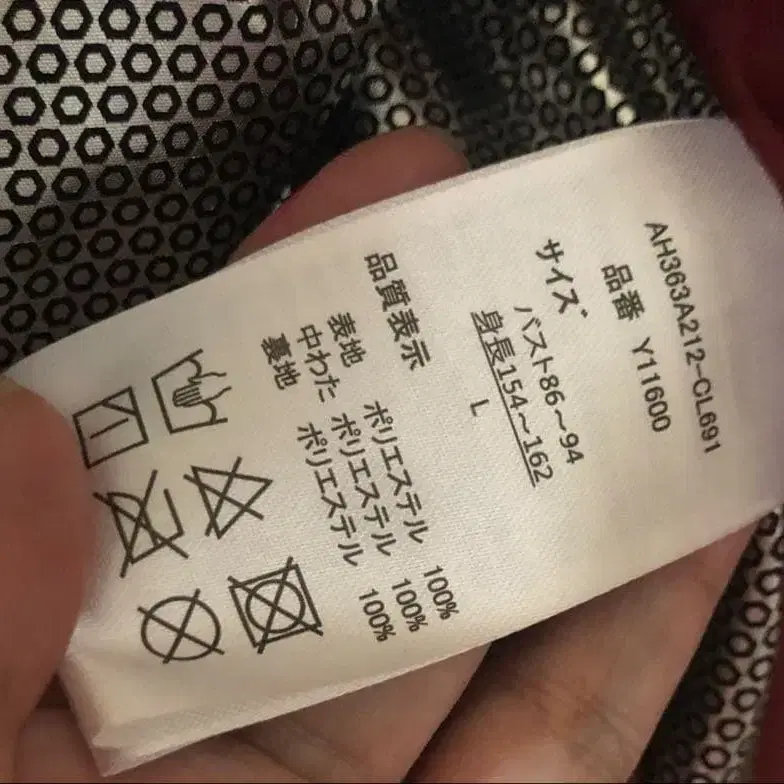 AH363A212-CL691
品番 Y11600
サイズ
バスト86～94
身長154～162
L
品質表示
表地 ポリエステル 100%
中わた ポリエステル 100%
裏地 ポリエステル 100%